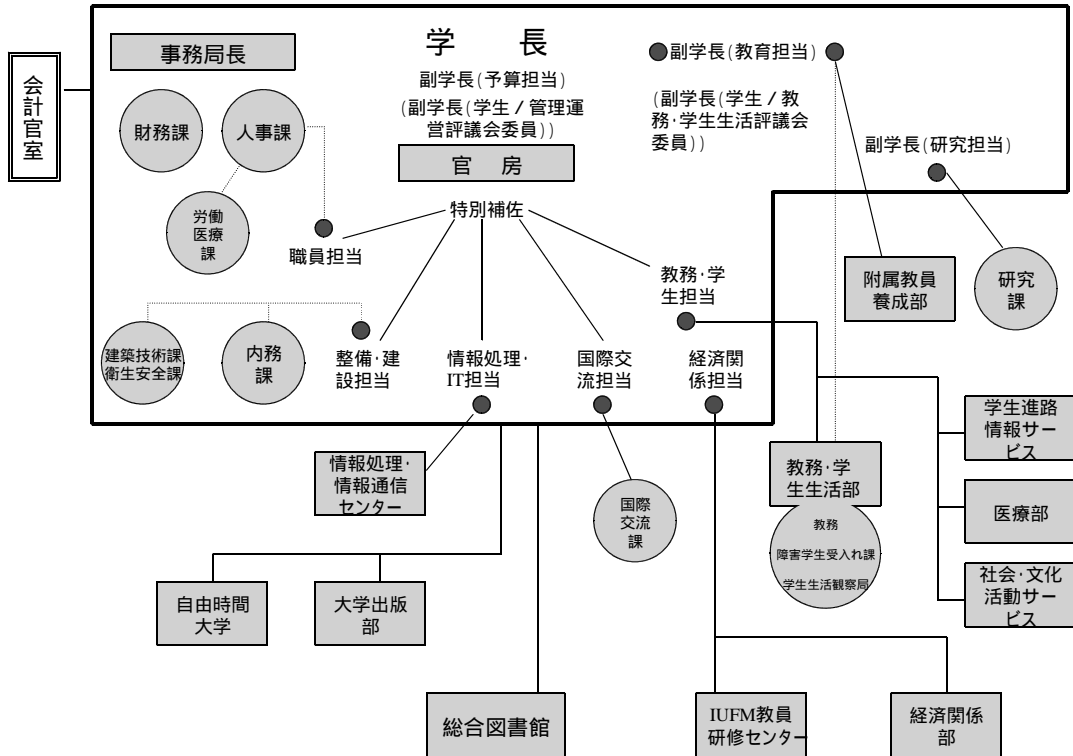 学 長
事務局長
会計官室
副学長(予算担当)
(副学長(学生/管理運
営評議会委員))
官 房
特別補佐
副学長(教育担当)
(副学長(学生/教
務・学生生活評議会
委員))
副学長(研究担当)
財務課
人事課
労働
医療
課
職員担当
教務・学
生担当
附属教員
養成部
研究
課
建築技術課
衛生安全課
内務
課
整備・建
設担当
情報処理・
IT担当
国際交
流担当
経済関
係担当
情報処理・
情報通信
センター
国際
交流
課
教務・学
生生活部
教務
障害学生受入れ課
学生生活観察局
学生進路
情報サー
ビス
医療部
社会・文化
活動サー
ビス
自由時間
大学
大学出版
部
総合図書館
IUFM教員
研修センター
経済関係
部